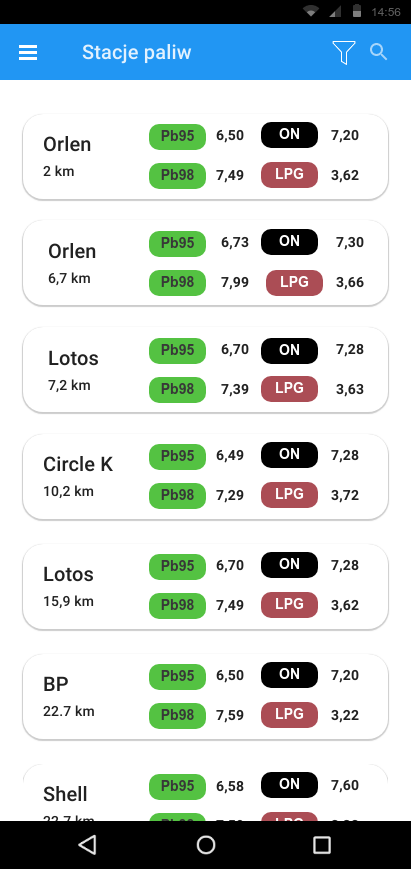 14:56
Stacje paliw
Orlen Pb95 6,50 ON 7,20
2 km Pb98 7,49 LPG 3,62
Orlen Pb95 6,73 ON 7,30
6,7 km Pb98 7,99 LPG 3,66
Lotos Pb95 6,70 ON 7,28
7,2 km Pb98 7,39 LPG 3,63
Circle K Pb95 6,49 ON 7,28
10,2 km Pb98 7,29 LPG 3,72
Lotos Pb95 6,70 ON 7,28
15,9 km Pb98 7,49 LPG 3,62
BP Pb95 6,50 ON 7,20
22.7 km Pb98 7,59 LPG 3,22
Shell Pb95 6,58 ON 7,60
22,7 km Pb98 LPG